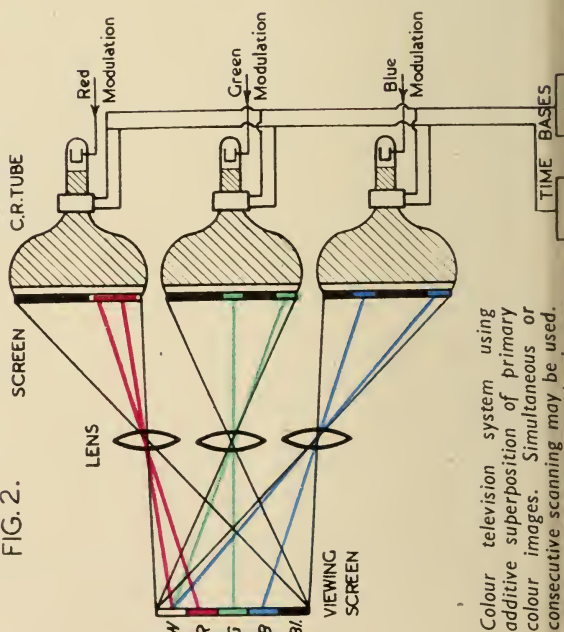 FIG. 2.
SCREEN
C.R. TUBE
LENS
Red
Modulation
Green
Modulation
Blue
Modulation
W
R
G
B
Bl.
VIEWING
SCREEN
TIME BASES
Colour television system using
additive superposition of primary
colour images. Simultaneous or
consecutive scanning may be used.